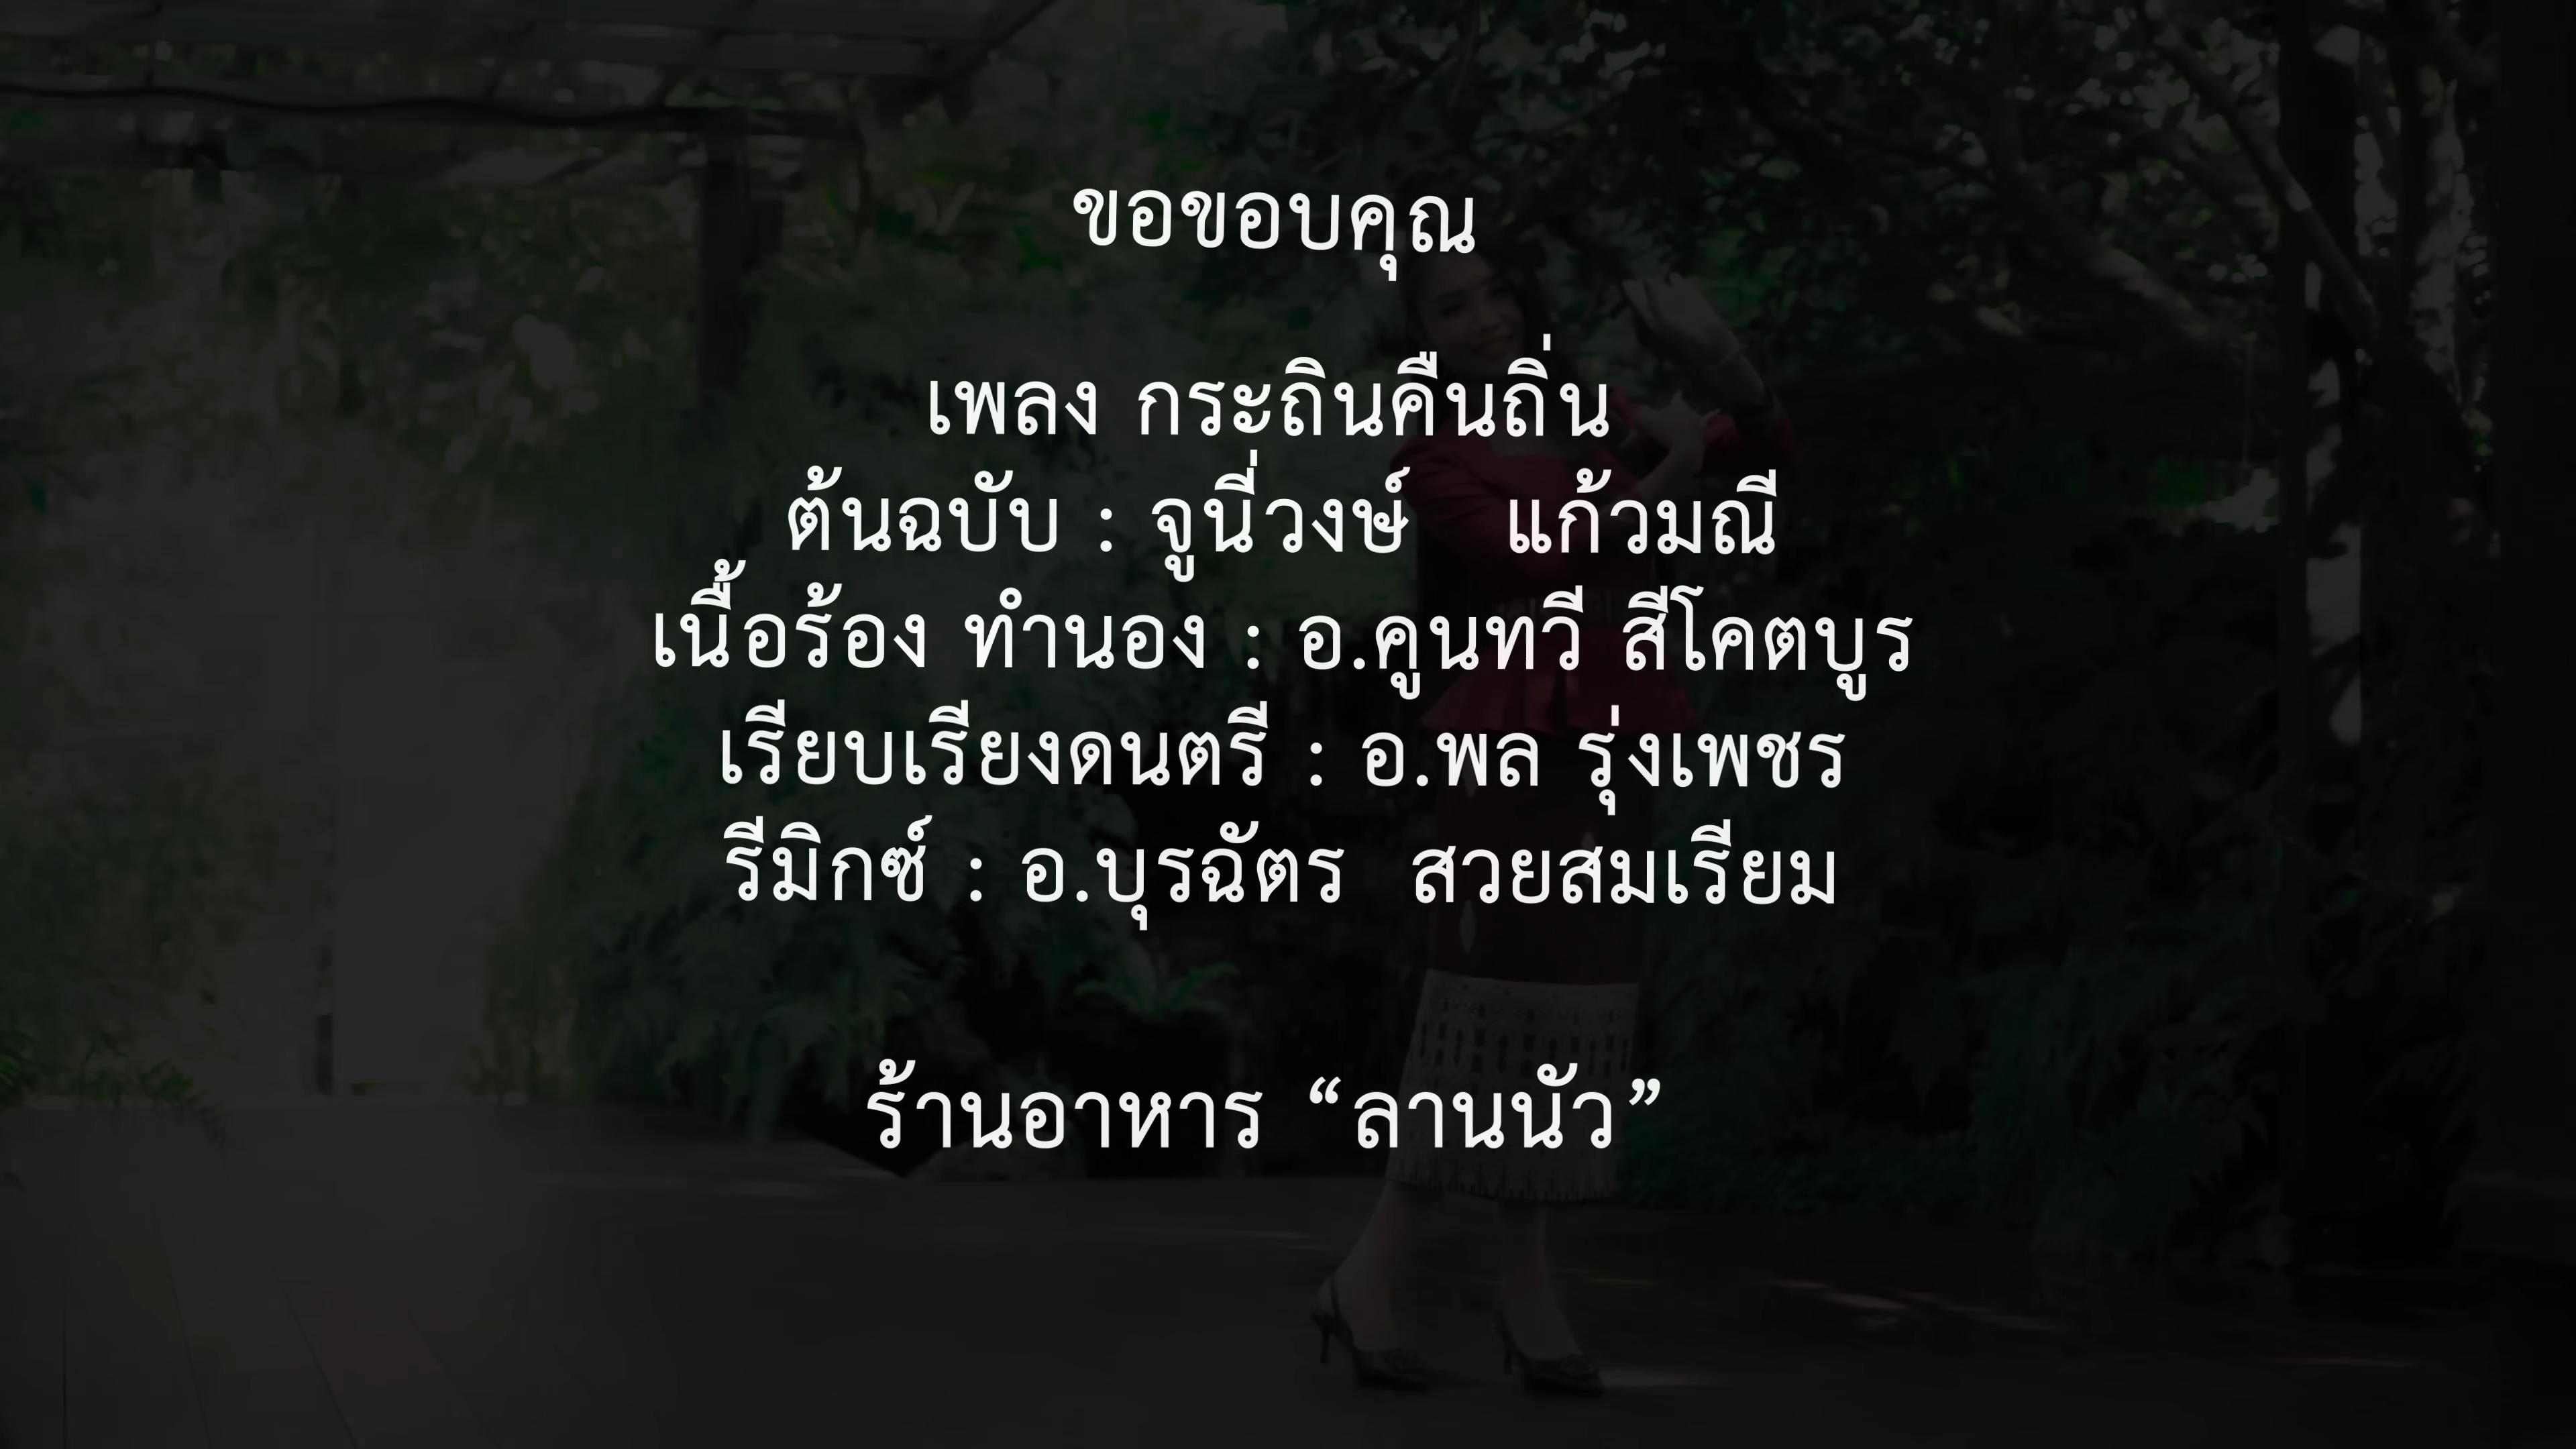 ขอขอบคุณ
เพลง กระถินคืนถิ่น
ต้นฉบับ : จูนี่วงษ์ แก้วมณี
เนื้อร้อง ทำนอง : อ.คูนทวี สีโคตบูร
เรียบเรียงดนตรี : อ.พล รุ่งเพชร
รีมิกซ์ : อ.บุรฉัตร สวยสมเรียม
ร้านอาหาร “ลานนัว”